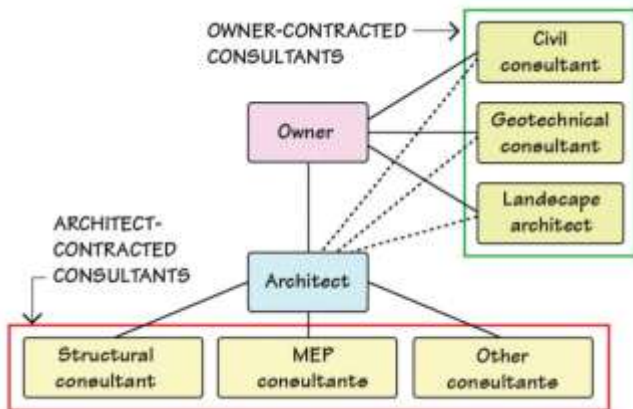 OWNER-CONTRACTED
CONSULTANTS
Civil
consultant
Owner
Geotechnical
consultant
Landscape
architect
ARCHITECT-
CONTRACTED
CONSULTANTS
Architect
Structural
consultant
MEP
consultants
Other
consultants